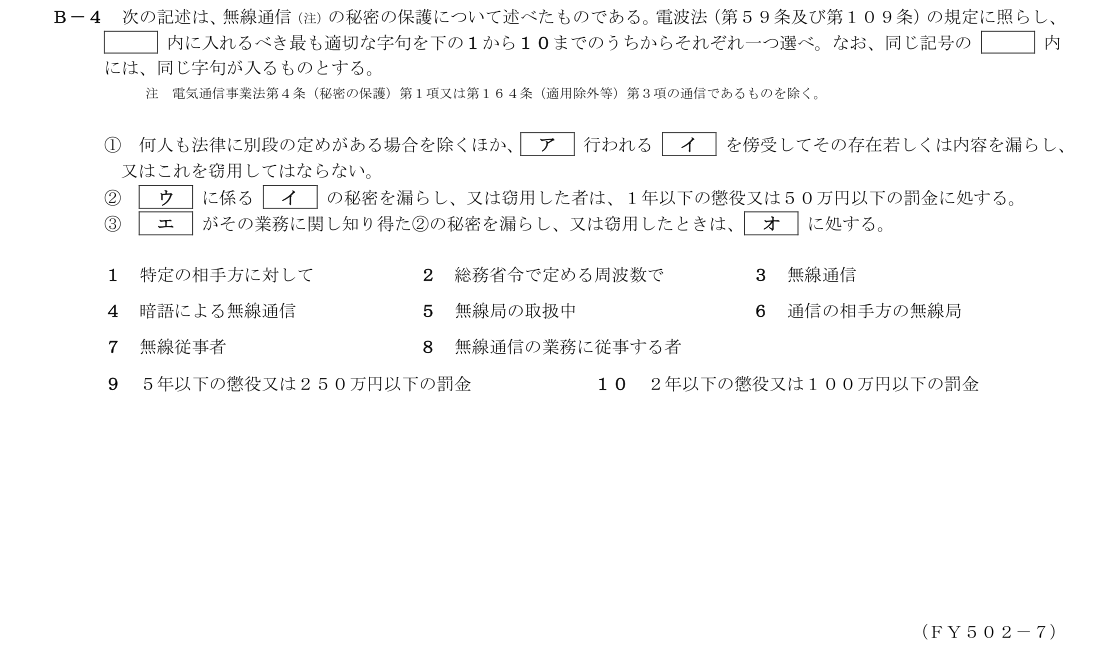 Ｂ－４　次の記述は、無線通信（注）の秘密の保護について述べたものである。電波法（第５９条及び第１０９条）の規定に照らし、
内に入れるべき最も適切な字句を下の１から１０までのうちからそれぞれ一つ選べ。なお、同じ記号の　　　内
には、同じ字句が入るものとする。
注　電気通信事業法第４条（秘密の保護）第１項又は第１６４条（適用除外等）第３項の通信であるものを除く。
①　何人も法律に別段の定めがある場合を除くほか、 ア 行われる イ を傍受してその存在若しくは内容を漏らし、
又はこれを窃用してはならない。
② ウ に係る イ の秘密を漏らし、又は窃用した者は、１年以下の懲役又は５０万円以下の罰金に処する。
③ エ がその業務に関し知り得た②の秘密を漏らし、又は窃用したときは、 オ に処する。
１　特定の相手方に対して　２　総務省令で定める周波数で　３　無線通信
４　暗語による無線通信　５　無線局の取扱中　６　通信の相手方の無線局
７　無線従事者　８　無線通信の業務に従事する者
９　５年以下の懲役又は２５０万円以下の罰金　１０　２年以下の懲役又は１００万円以下の罰金
（ＦＹ５０２－７）